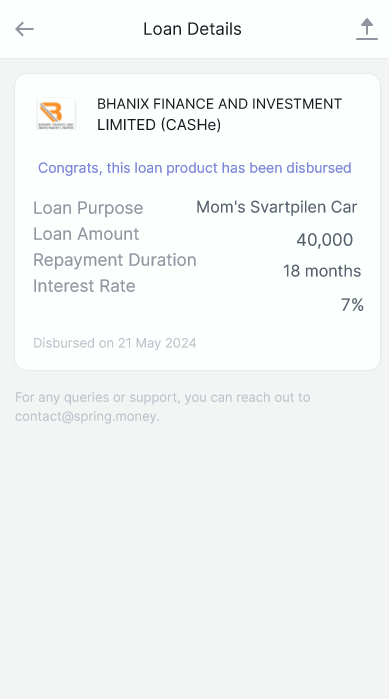 Loan Details
BHANIX FINANCE AND INVESTMENT
LIMITED (CASHe)
Congrats, this loan product has been disbursed
Loan Purpose Mom's Svartpilen Car
Loan Amount 40,000
Repayment Duration 18 months
Interest Rate 7%
Disbursed on 21 May 2024
For any queries or support, you can reach out to
contact@spring.money.